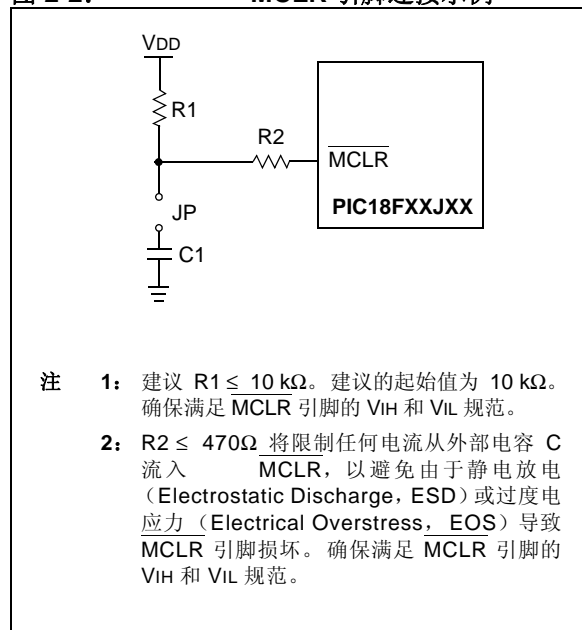 VDD
R1
R2
MCLR
JP
PIC18FXXJXX
C1
注 1: 建议 R1 ≤ 10 kΩ。建议的起始值为 10 kΩ。
确保满足 MCLR 引脚的 VIH 和 VIL 规范。
2: R2 ≤ 470Ω 将限制任何电流从外部电容 C
流入 MCLR，以避免由于静电放电
（Electrostatic Discharge，ESD）或过度电
应力 （Electrical Overstress， EOS）导致
MCLR 引脚损坏。确保满足 MCLR 引脚的
VIH 和 VIL 规范。